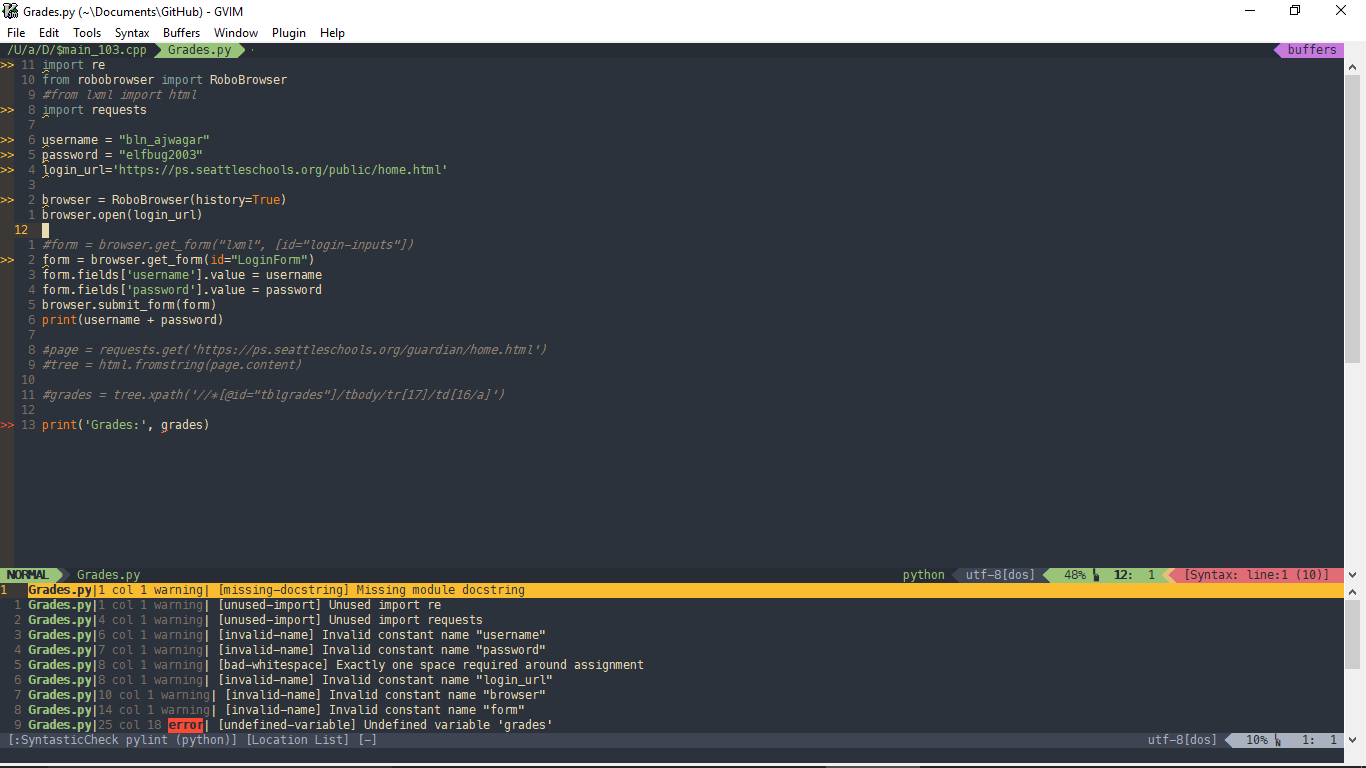 Grades.py (~\Documents\GitHub) - GVIM
File Edit Tools Syntax Buffers Window Plugin Help
/U/a/D/$main_103.cpp Grades.py · buffers
>> 11 import re
10 from robobrowser import RoboBrowser
9 #from lxml import html
>> 8 import requests
7
>> 6 username = "bln_ajwagar"
>> 5 password = "elfbug2003"
>> 4 login_url='https://ps.seattleschools.org/public/home.html'
3
>> 2 browser = RoboBrowser(history=True)
1 browser.open(login_url)
12
1 #form = browser.get_form("lxml", [id="login-inputs"])
>> 2 form = browser.get_form(id="LoginForm")
3 form.fields['username'].value = username
4 form.fields['password'].value = password
5 browser.submit_form(form)
6 print(username + password)
7
8 #page = requests.get('https://ps.seattleschools.org/guardian/home.html')
9 #tree = html.fromstring(page.content)
10
11 #grades = tree.xpath('//*[@id="tblgrades"]/tbody/tr[17]/td[16/a]')
12
>> 13 print('Grades:', grades)
NORMAL Grades.py python utf-8[dos] 48% 12: 1 [Syntax: line:1 (10)]
1 Grades.py|1 col 1 warning| [missing-docstring] Missing module docstring
1 Grades.py|1 col 1 warning| [unused-import] Unused import re
2 Grades.py|4 col 1 warning| [unused-import] Unused import requests
3 Grades.py|6 col 1 warning| [invalid-name] Invalid constant name "username"
4 Grades.py|7 col 1 warning| [invalid-name] Invalid constant name "password"
5 Grades.py|8 col 1 warning| [bad-whitespace] Exactly one space required around assignment
6 Grades.py|8 col 1 warning| [invalid-name] Invalid constant name "login_url"
7 Grades.py|10 col 1 warning| [invalid-name] Invalid constant name "browser"
8 Grades.py|14 col 1 warning| [invalid-name] Invalid constant name "form"
9 Grades.py|25 col 18 error| [undefined-variable] Undefined variable 'grades'
[:SyntasticCheck pylint (python)] [Location List] [-] utf-8[dos] 10% 1: 1